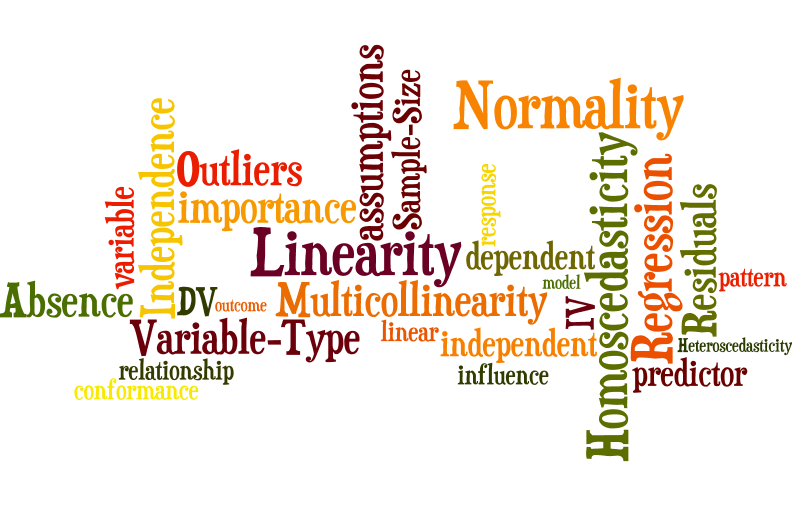 assumptions
Sample-Size
Normality
Independence
Outliers
variable
importance
response
Homoscedasticity
Regression
Residuals
Linearity
dependent
pattern
model
Absence
DV
outcome
Multicollinearity
IV
linear
Variable-Type
independent
Heteroscedasticity
relationship
influence
predictor
conformance